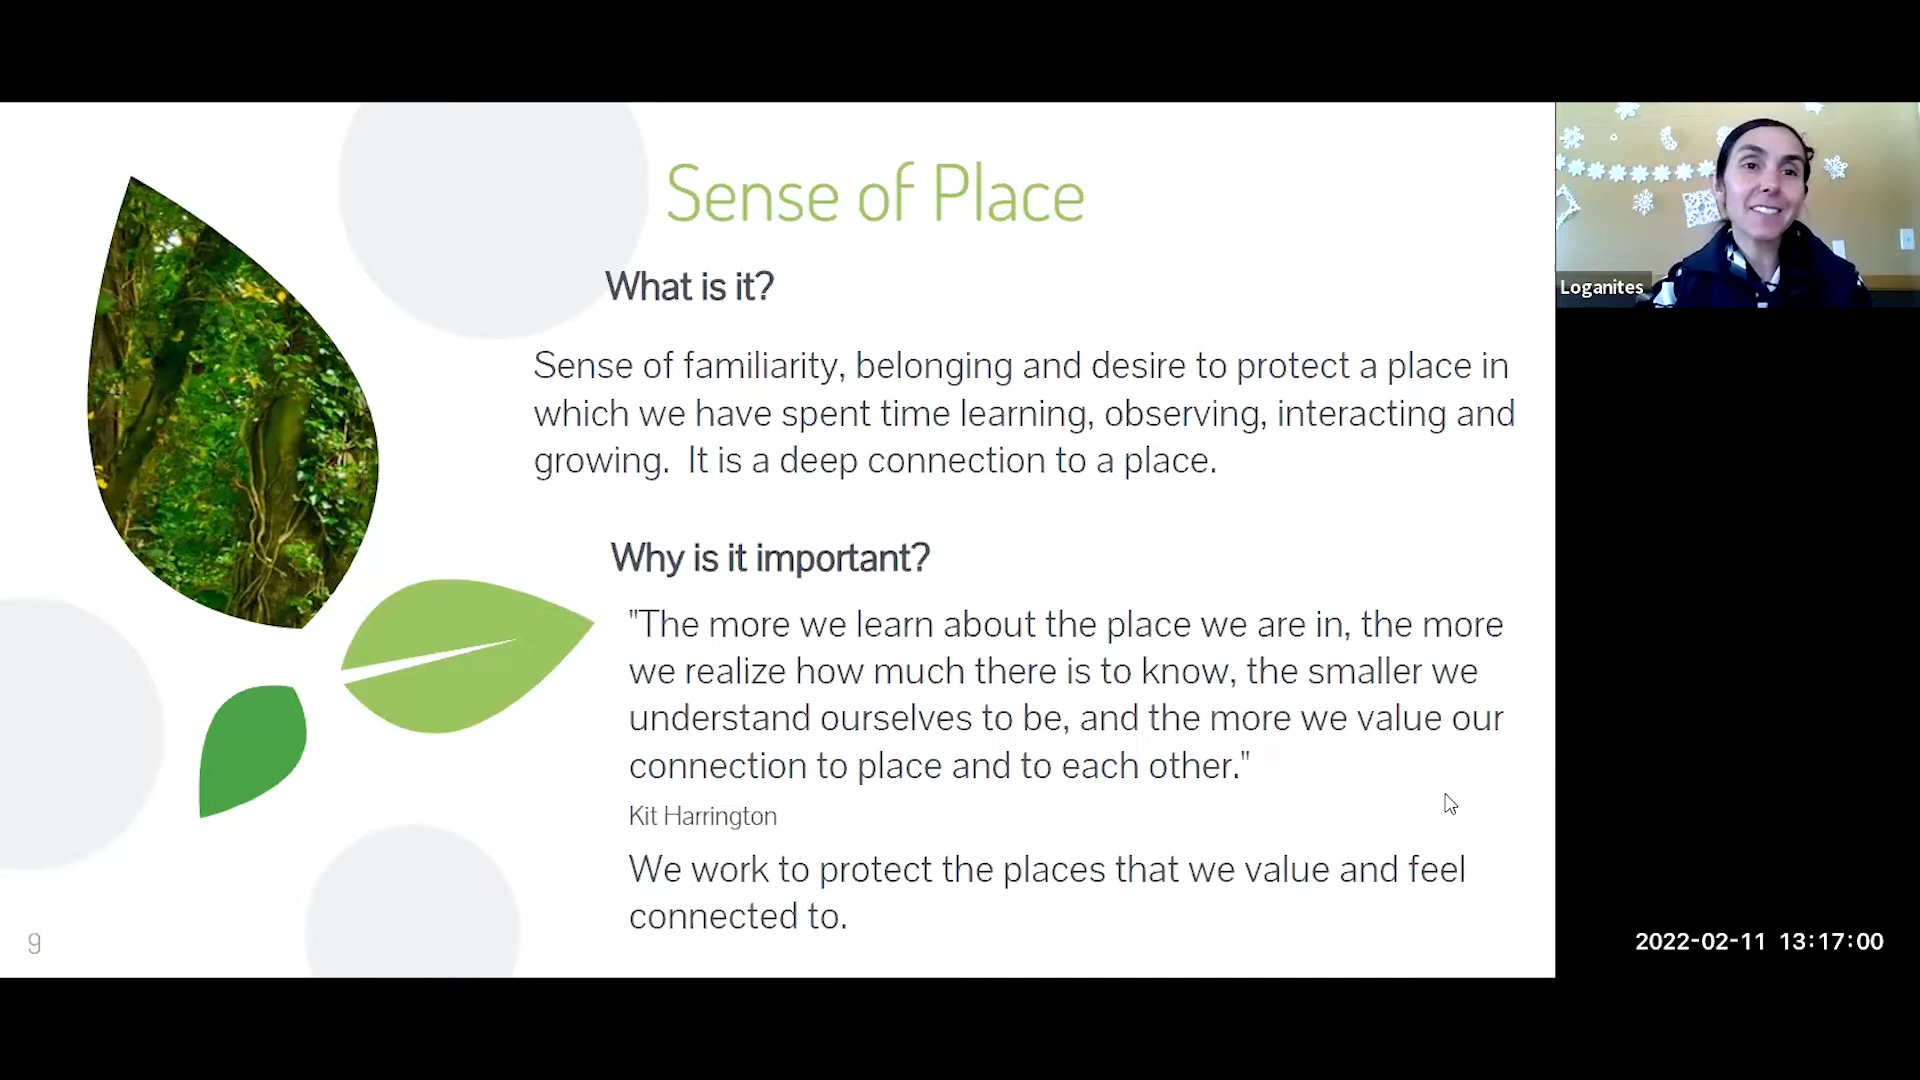 Sense of Place
What is it?
Sense of familiarity, belonging and desire to protect a place in
which we have spent time learning, observing, interacting and
growing.  It is a deep connection to a place.
Why is it important?
"The more we learn about the place we are in, the more
we realize how much there is to know, the smaller we
understand ourselves to be, and the more we value our
connection to place and to each other."
Kit Harrington
We work to protect the places that we value and feel
connected to.
9
Loganites
2022-02-11 13:17:00